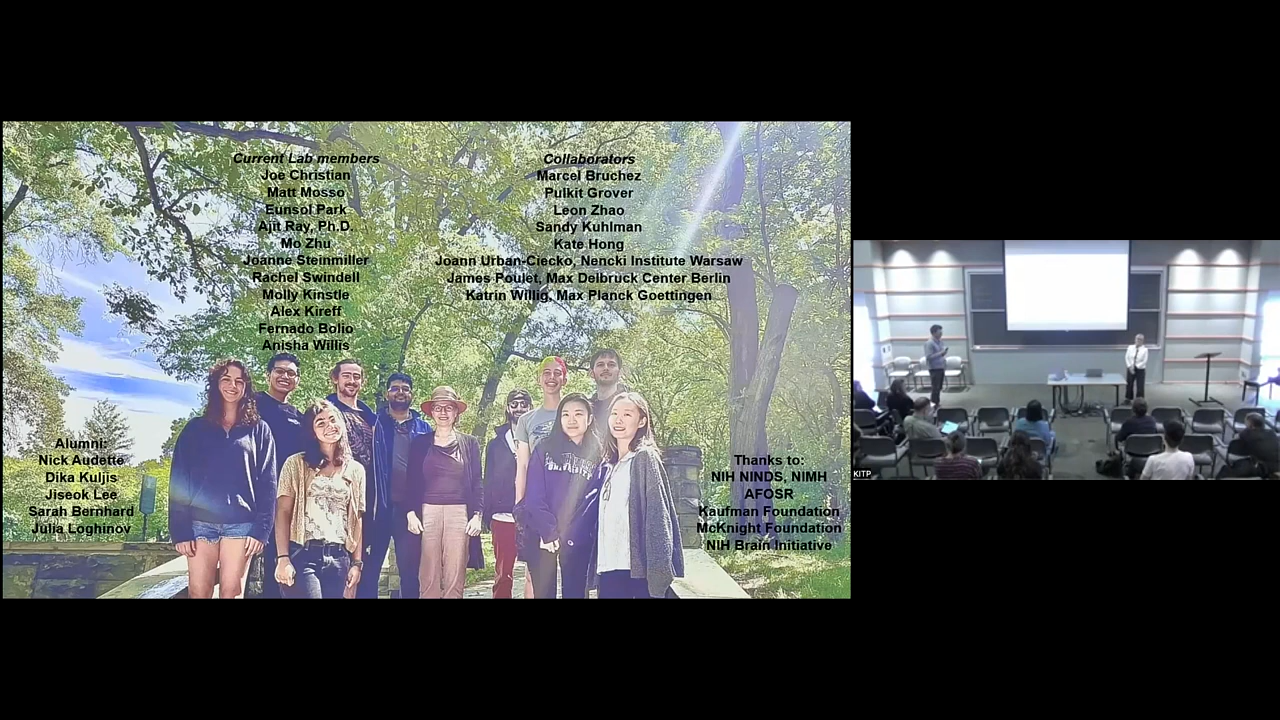 Current Lab members
Joe Christian
Matt Mosso
Eunsol Park
Ajit Ray, Ph.D.
Mo Zhu
Joanne Steinmiller
Rachel Swindell
Molly Kinstle
Alex Kireff
Fernado Bolio
Anisha Willis
Collaborators
Marcel Bruchez
Pulkit Grover
Leon Zhao
Sandy Kuhlman
Kate Hong
Joann Urban-Ciecko, Nencki Institute Warsaw
James Poulet, Max Delbruck Center Berlin
Katrin Willig, Max Planck Goettingen
Alumni:
Nick Audette
Dika Kuljis
Jiseok Lee
Sarah Bernhard
Julia Loghinov
Thanks to:
NIH NINDS, NIMH
AFOSR
Kaufman Foundation
McKnight Foundation
NIH Brain Initiative
KITP